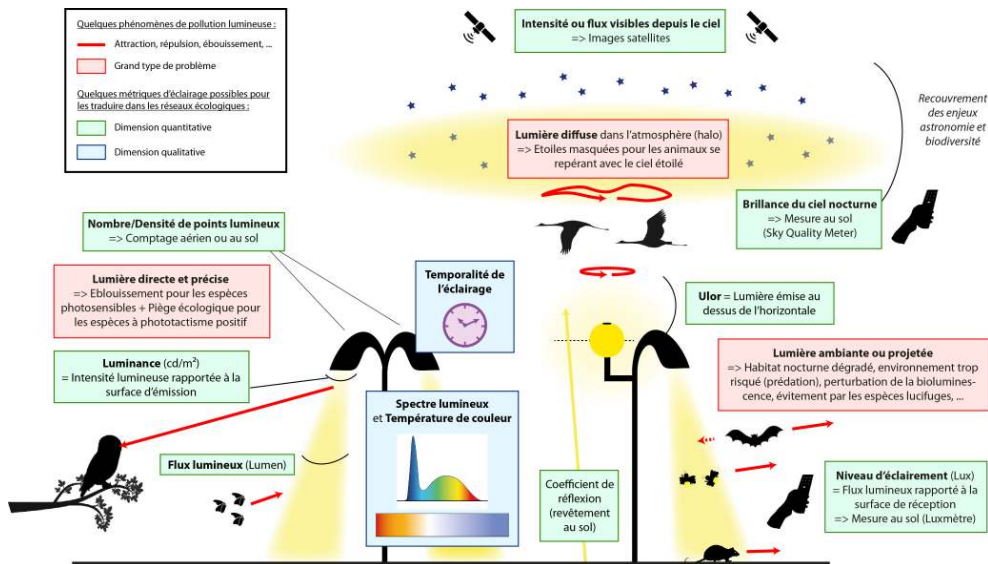 Quelques phénomènes de pollution lumineuse :
Attraction, répulsion, ébouissement, ...
Grand type de problème
Quelques métriques d'éclairage possibles pour
les traduire dans les réseaux écologiques :
Dimension quantitative
Dimension qualitative
Intensité ou flux visibles depuis le ciel
=> Images satellites
Recouvrement
des enjeux
astronomie et
biodiversité
Lumière diffuse dans l'atmosphère (halo)
=> Etoiles masquées pour les animaux se
repérant avec le ciel étoilé
Brillance du ciel nocturne
=> Mesure au sol
(Sky Quality Meter)
Nombre/Densité de points lumineux
=> Comptage aérien ou au sol
Lumière directe et précise
=> Eblouissement pour les espèces
photosensibles + Piège écologique pour
les espèces à phototactisme positif
Temporalité de
l'éclairage
Ulor = Lumière émise au
dessus de l'horizontale
Luminance (cd/m²)
= Intensité lumineuse rapportée à la
surface d'émission
Lumière ambiante ou projetée
=> Habitat nocturne dégradé, environnement trop
risqué (prédation), perturbation de la biolumines-
cence, évitement par les espèces lucifuges, ...
Spectre lumineux
et Température de couleur
Flux lumineux (Lumen)
Coefficient de
réflexion
(revêtement
au sol)
Niveau d'éclairement (Lux)
= Flux lumineux rapporté à la
surface de réception
=> Mesure au sol (Luxmètre)